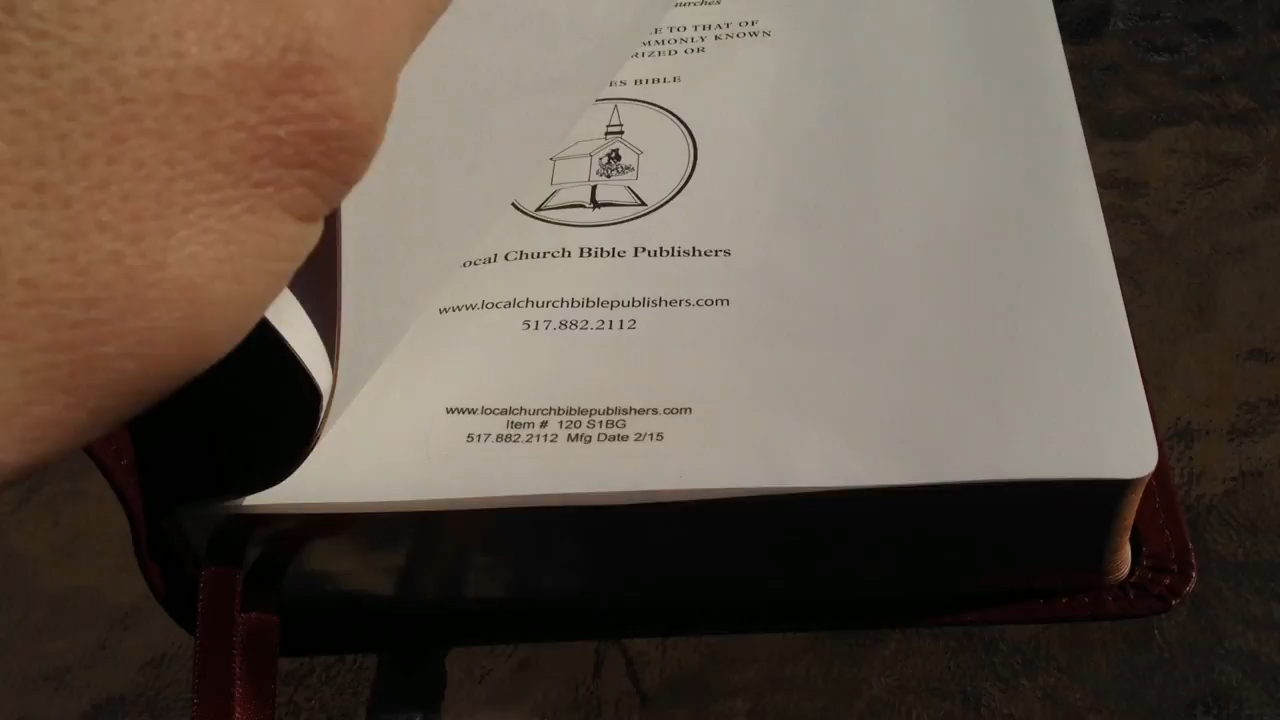 urches
E TO THAT OF
MMONLY KNOWN
RIZED OR
ES BIBLE
ocal Church Bible Publishers
www.localchurchbiblepublishers.com
517.882.2112
www.localchurchbiblepublishers.com
Item # 120 S1BG
517.882.2112 Mfg Date 2/15